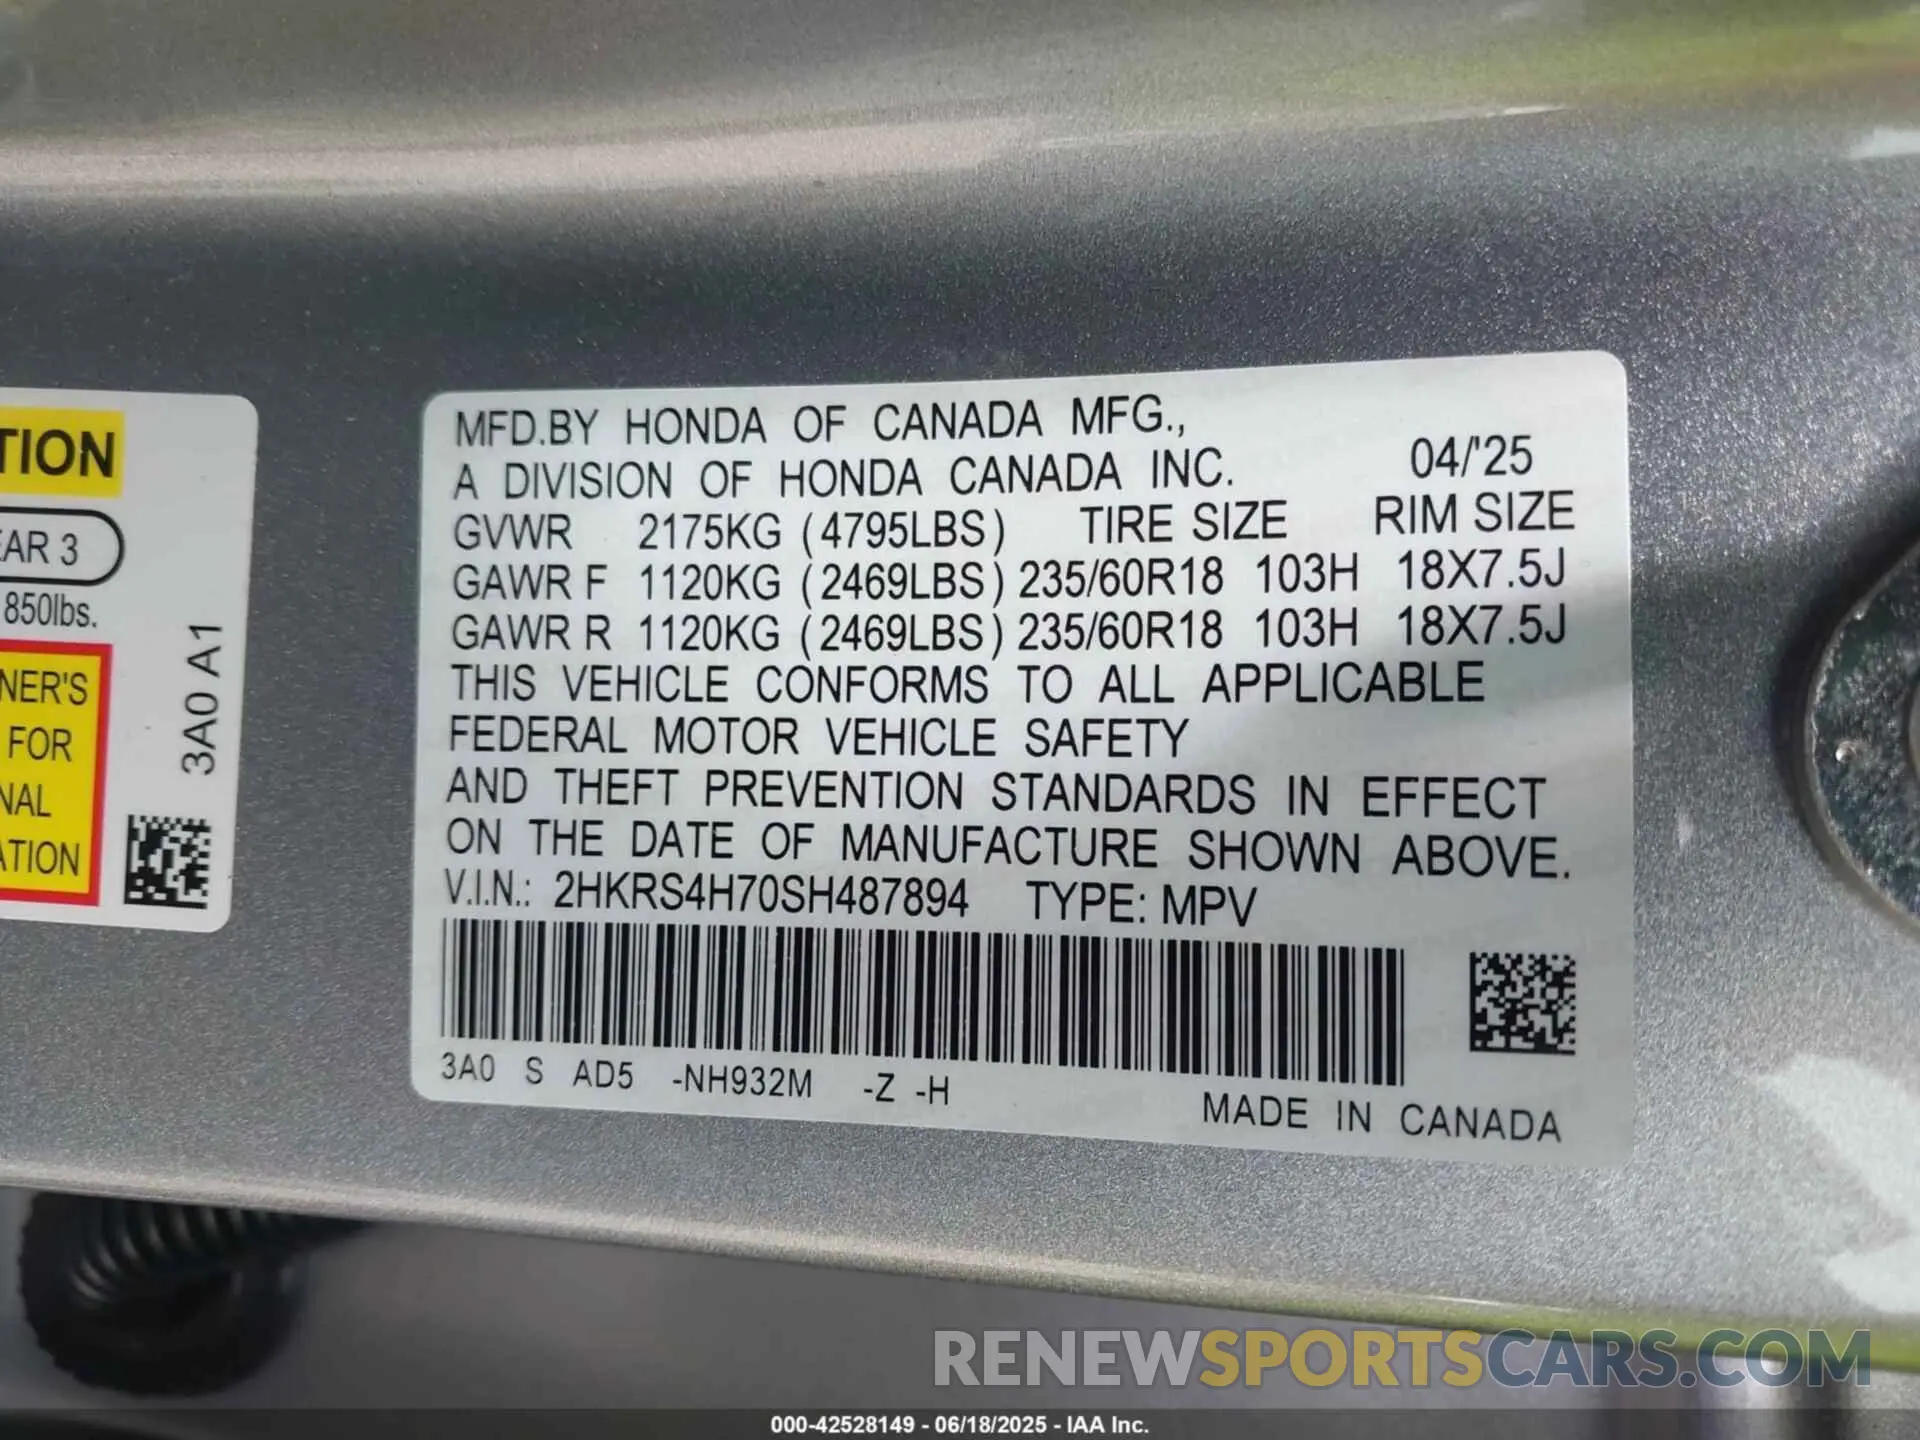 TION
EAR 3
850lbs.
NER'S
FOR
NAL
ATION
3A0 A1
MFD.BY HONDA OF CANADA MFG.,
A DIVISION OF HONDA CANADA INC. 04/'25
GVWR 2175KG (4795LBS) TIRE SIZE RIM SIZE
GAWR F 1120KG (2469LBS) 235/60R18 103H 18X7.5J
GAWR R 1120KG (2469LBS) 235/60R18 103H 18X7.5J
THIS VEHICLE CONFORMS TO ALL APPLICABLE
FEDERAL MOTOR VEHICLE SAFETY
AND THEFT PREVENTION STANDARDS IN EFFECT
ON THE DATE OF MANUFACTURE SHOWN ABOVE.
V.I.N.: 2HKRS4H70SH487894 TYPE: MPV
3A0 S AD5 -NH932M -Z -H
MADE IN CANADA
RENEWSPORTSCARS.COM
000-42528149 - 06/18/2025 - IAA Inc.